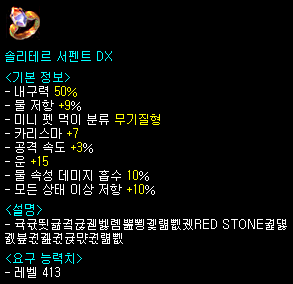 솔리테르 서펜트 DX
<기본 정보>
- 내구력 50%
- 물 저항 +9%
- 미니 펫 먹이 분류 무기질형
- 카리스마 +7
- 공격 속도 +3%
- 운 +15
- 물 속성 데미지 흡수 10%
- 모든 상태 이상 저항 +10%
<설명>
RED STONE
<요구 능력치>
- 레벨 413